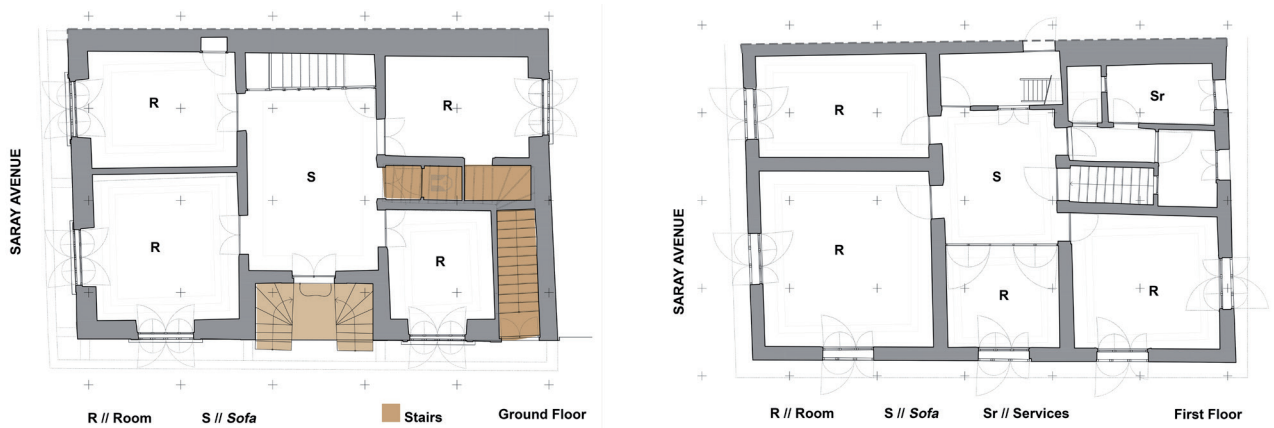 SARAY AVENUE
R
R
S
R
R
R // Room S // Sofa Stairs Ground Floor
SARAY AVENUE
R
Sr
S
R
R
R
R // Room S // Sofa Sr // Services First Floor